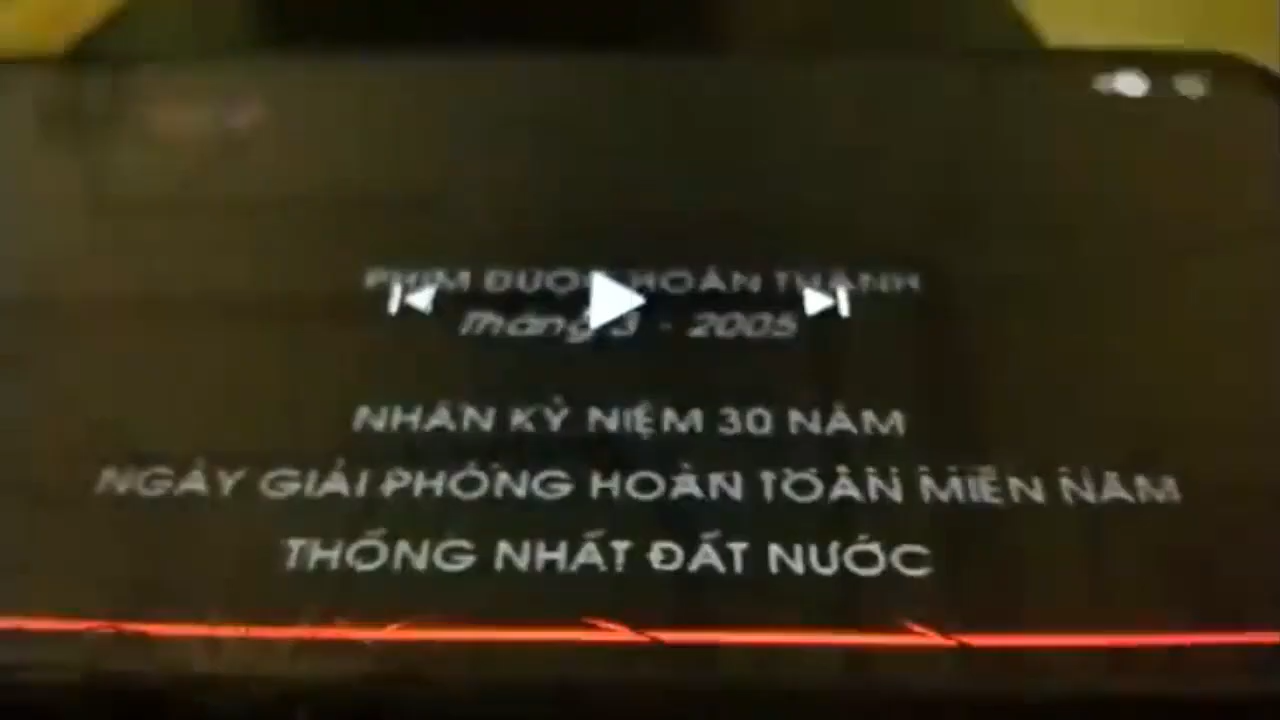 PHIM ĐƯỢC HOÀN THÀNH
Tháng 3 - 2005
NHÂN KỶ NIỆM 30 NĂM
NGÀY GIẢI PHÓNG HOÀN TOÀN MIỀN NAM
THỐNG NHẤT ĐẤT NƯỚC